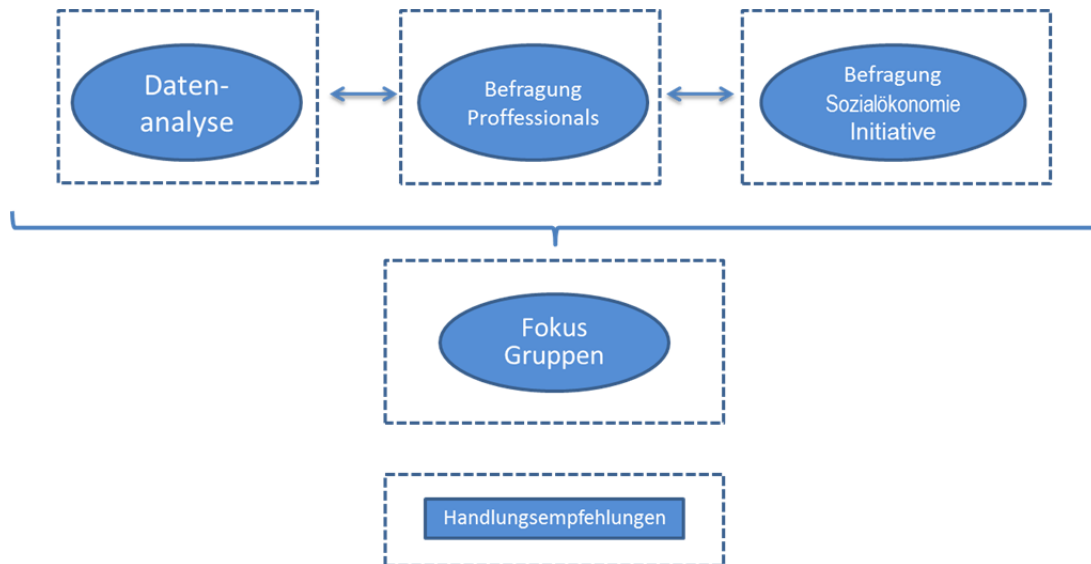 Daten-
analyse
Befragung
Proffessionals
Befragung
Sozialökonomie
Initiative
Fokus
Gruppen
Handlungsempfehlungen